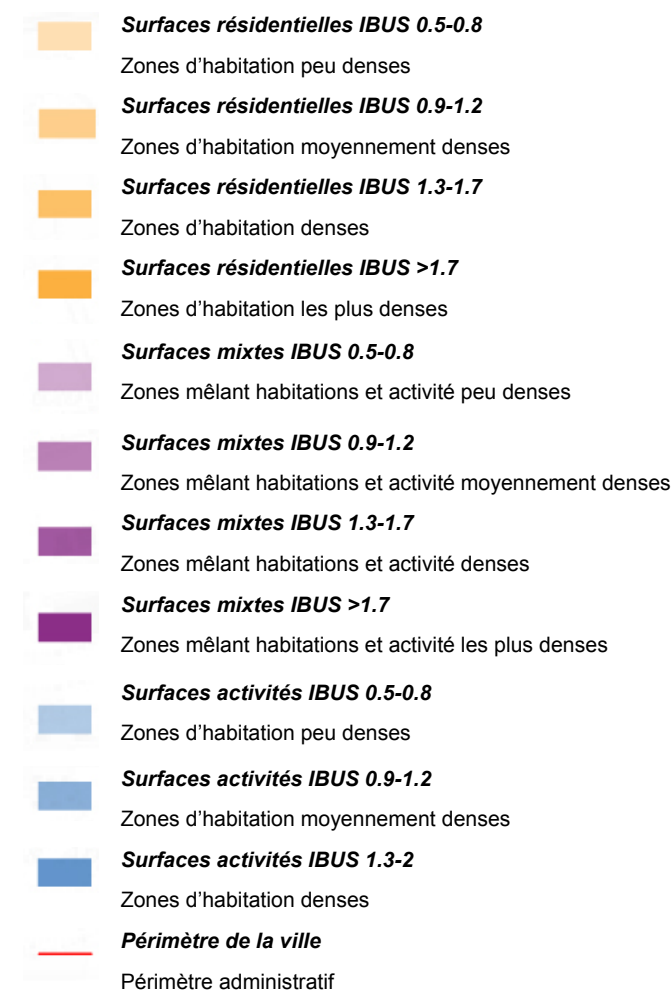 Surfaces résidentielles IBUS 0.5-0.8
Zones d’habitation peu denses
Surfaces résidentielles IBUS 0.9-1.2
Zones d’habitation moyennement denses
Surfaces résidentielles IBUS 1.3-1.7
Zones d’habitation denses
Surfaces résidentielles IBUS >1.7
Zones d’habitation les plus denses
Surfaces mixtes IBUS 0.5-0.8
Zones mêlant habitations et activité peu denses
Surfaces mixtes IBUS 0.9-1.2
Zones mêlant habitations et activité moyennement denses
Surfaces mixtes IBUS 1.3-1.7
Zones mêlant habitations et activité denses
Surfaces mixtes IBUS >1.7
Zones mêlant habitations et activité les plus denses
Surfaces activités IBUS 0.5-0.8
Zones d’habitation peu denses
Surfaces activités IBUS 0.9-1.2
Zones d’habitation moyennement denses
Surfaces activités IBUS 1.3-2
Zones d’habitation denses
Périmètre de la ville
Périmètre administratif